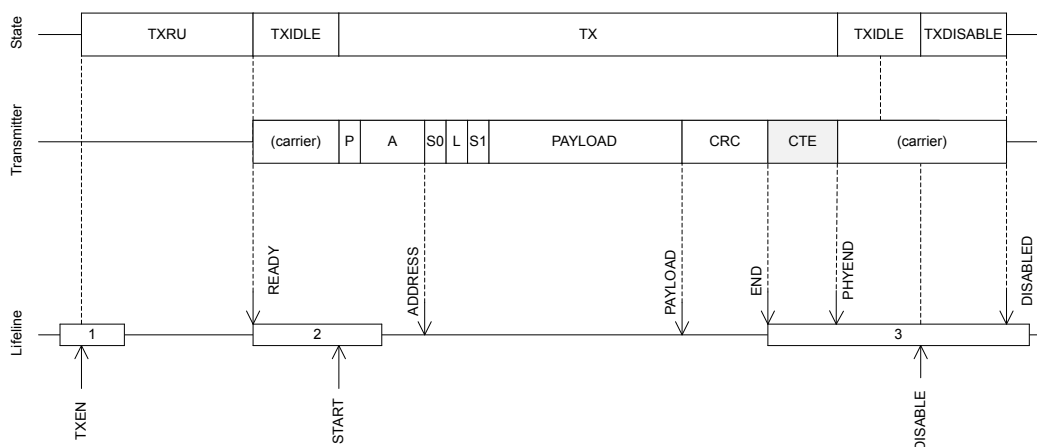 State
TXRU
TXIDLE
TX
TXIDLE
TXDISABLE
Transmitter
(carrier)
P
A
S0
L
S1
PAYLOAD
CRC
CTE
(carrier)
READY
ADDRESS
PAYLOAD
END
PHYEND
DISABLED
Lifeline
1
2
3
TXEN
START
DISABLE